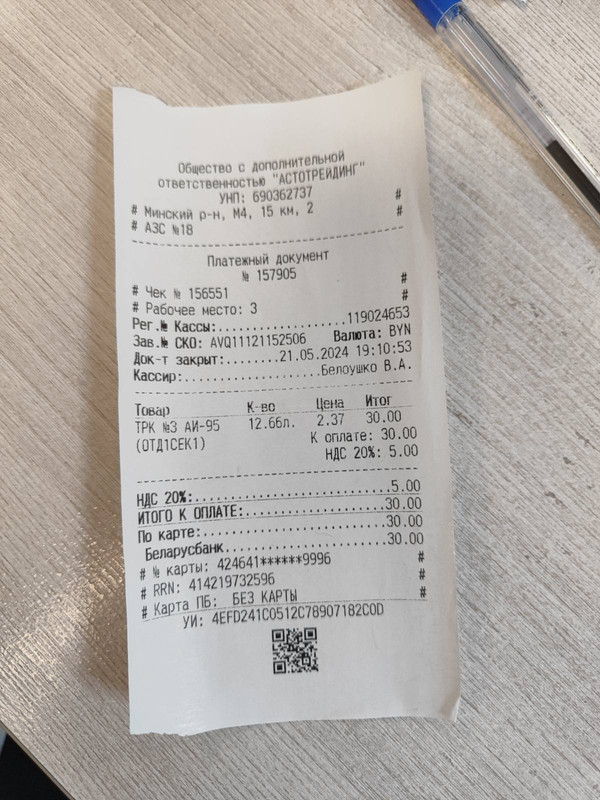 Общество с дополнительной
ответственностью "АСТОТРЕЙДИНГ"
УНП: 690362737
# Минский р-н, М4, 15 км, 2 #
# АЗС №18 #
Платежный документ
№ 157905
# Чек № 156551 #
# Рабочее место: 3 #
Рег.№ Кассы:...................119024653
Зав.№ СКО: AVQ11121152506 Валюта: BYN
Док-т закрыт:.......21.05.2024 19:10:53
Кассир:...................Белоушко В.А.
Товар К-во Цена Итог
ТРК №3 АИ-95 12.66л. 2.37 30.00
(ОТД1СЕК1) К оплате: 30.00
НДС 20%: 5.00
НДС 20%:...........................5.00
ИТОГО К ОПЛАТЕ:...................30.00
По карте:.........................30.00
Беларусбанк.......................30.00
# № карты: 424641******9996 #
# RRN: 414219732596 #
# Карта ПБ: БЕЗ КАРТЫ #
УИ: 4EFD241C0512C78907182C0D